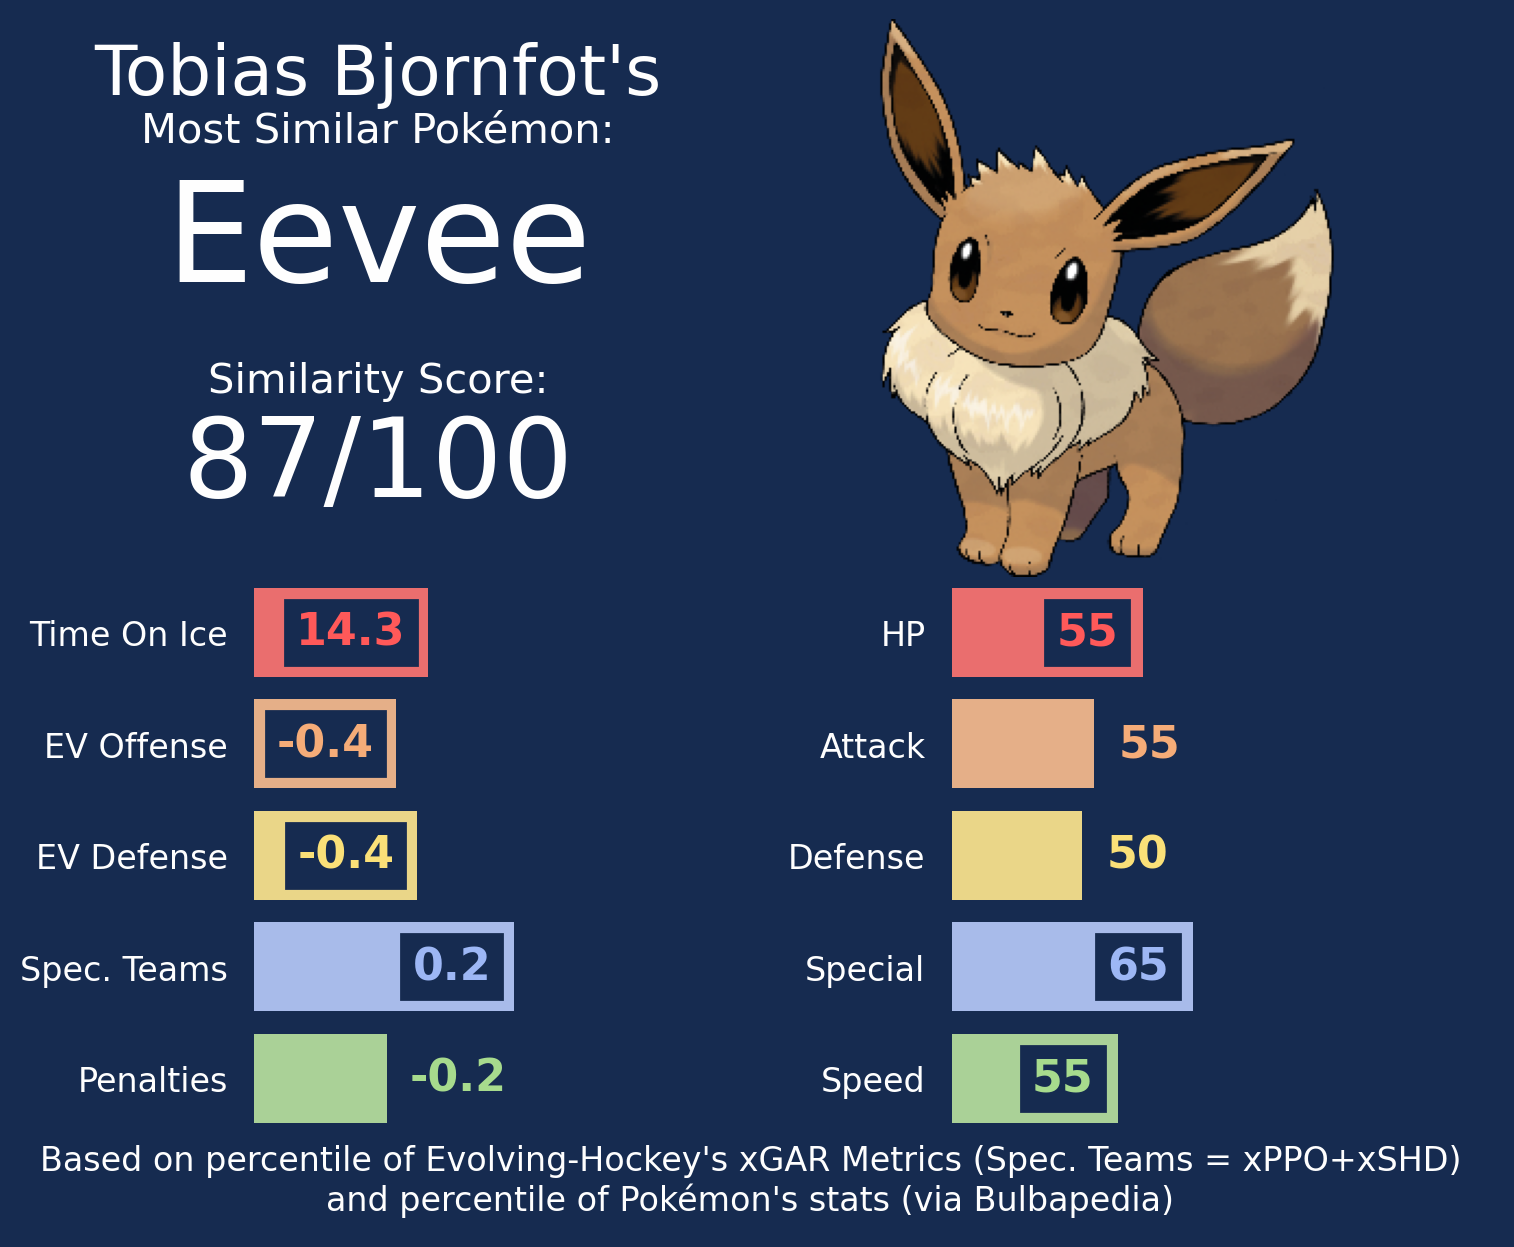 Tobias Bjornfot's
Most Similar Pokémon:
Eevee
Similarity Score:
87/100
Time On Ice 14.3
EV Offense -0.4
EV Defense -0.4
Spec. Teams 0.2
Penalties -0.2
HP 55
Attack 55
Defense 50
Special 65
Speed 55
Based on percentile of Evolving-Hockey's xGAR Metrics (Spec. Teams = xPPO+xSHD)
and percentile of Pokémon's stats (via Bulbapedia)